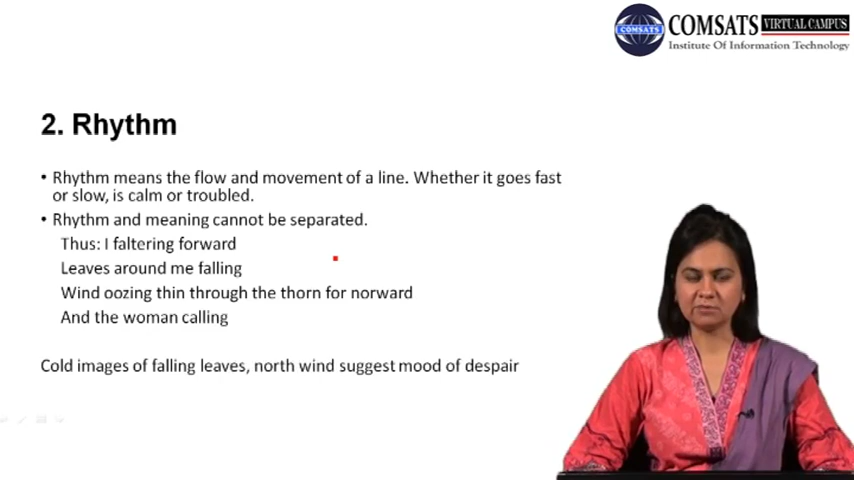 COMSATS VIRTUAL CAMPUS
COMSATS
Institute Of Information Technology
2. Rhythm
• Rhythm means the flow and movement of a line. Whether it goes fast
or slow, is calm or troubled.
• Rhythm and meaning cannot be separated.
Thus: I faltering forward
Leaves around me falling
Wind oozing thin through the thorn for norward
And the woman calling
Cold images of falling leaves, north wind suggest mood of despair